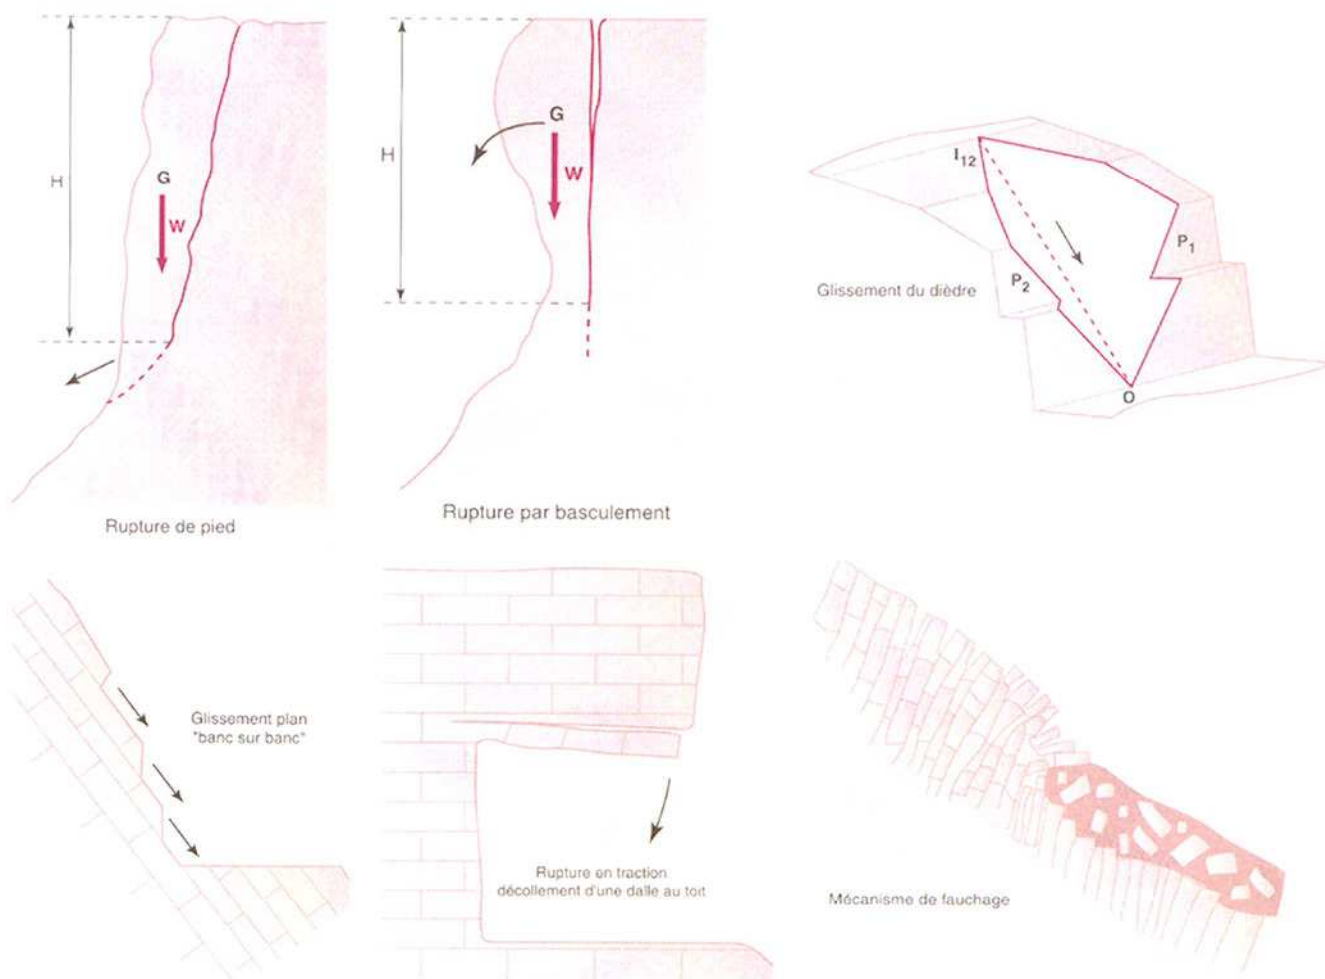 H
G
W
Rupture de pied
H
G
W
Rupture par basculement
I12
P1
P2
Glissement du dièdre
O
Glissement plan
"banc sur banc"
Rupture en traction
décollement d'une dalle au toit
Mécanisme de fauchage